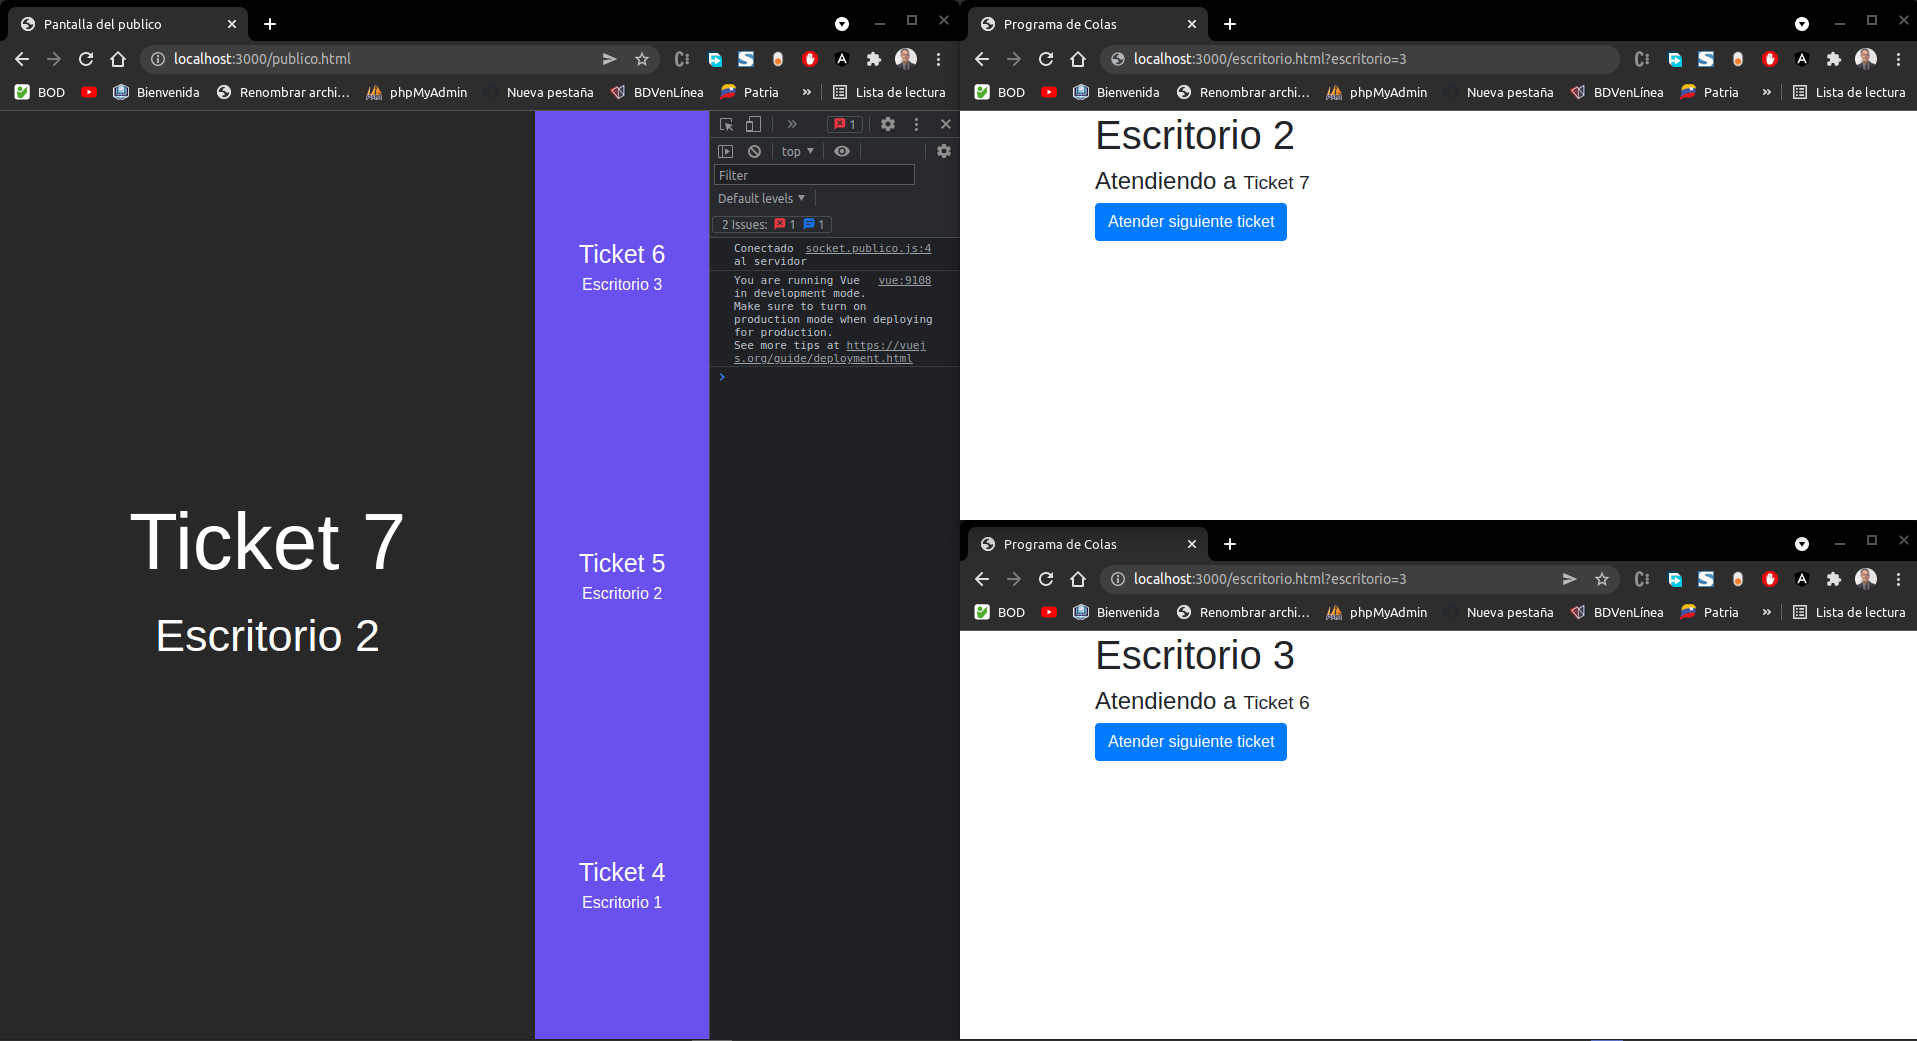 Pantalla del publico
localhost:3000/publico.html
BOD Bienvenida Renombrar archi... phpMyAdmin Nueva pestaña BDVenLínea Patria » Lista de lectura
Ticket 7
Escritorio 2
Ticket 6
Escritorio 3
Ticket 5
Escritorio 2
Ticket 4
Escritorio 1
» 1
top
Filter
Default levels
2 Issues: 1 1
Conectado socket.publico.js:4
al servidor
You are running Vue vue:9108
in development mode.
Make sure to turn on
production mode when deploying
for production.
See more tips at https://vuej
s.org/guide/deployment.html
Programa de Colas
localhost:3000/escritorio.html?escritorio=3
BOD Bienvenida Renombrar archi... phpMyAdmin Nueva pestaña BDVenLínea Patria » Lista de lectura
Escritorio 2
Atendiendo a Ticket 7
Atender siguiente ticket
Programa de Colas
localhost:3000/escritorio.html?escritorio=3
BOD Bienvenida Renombrar archi... phpMyAdmin Nueva pestaña BDVenLínea Patria » Lista de lectura
Escritorio 3
Atendiendo a Ticket 6
Atender siguiente ticket